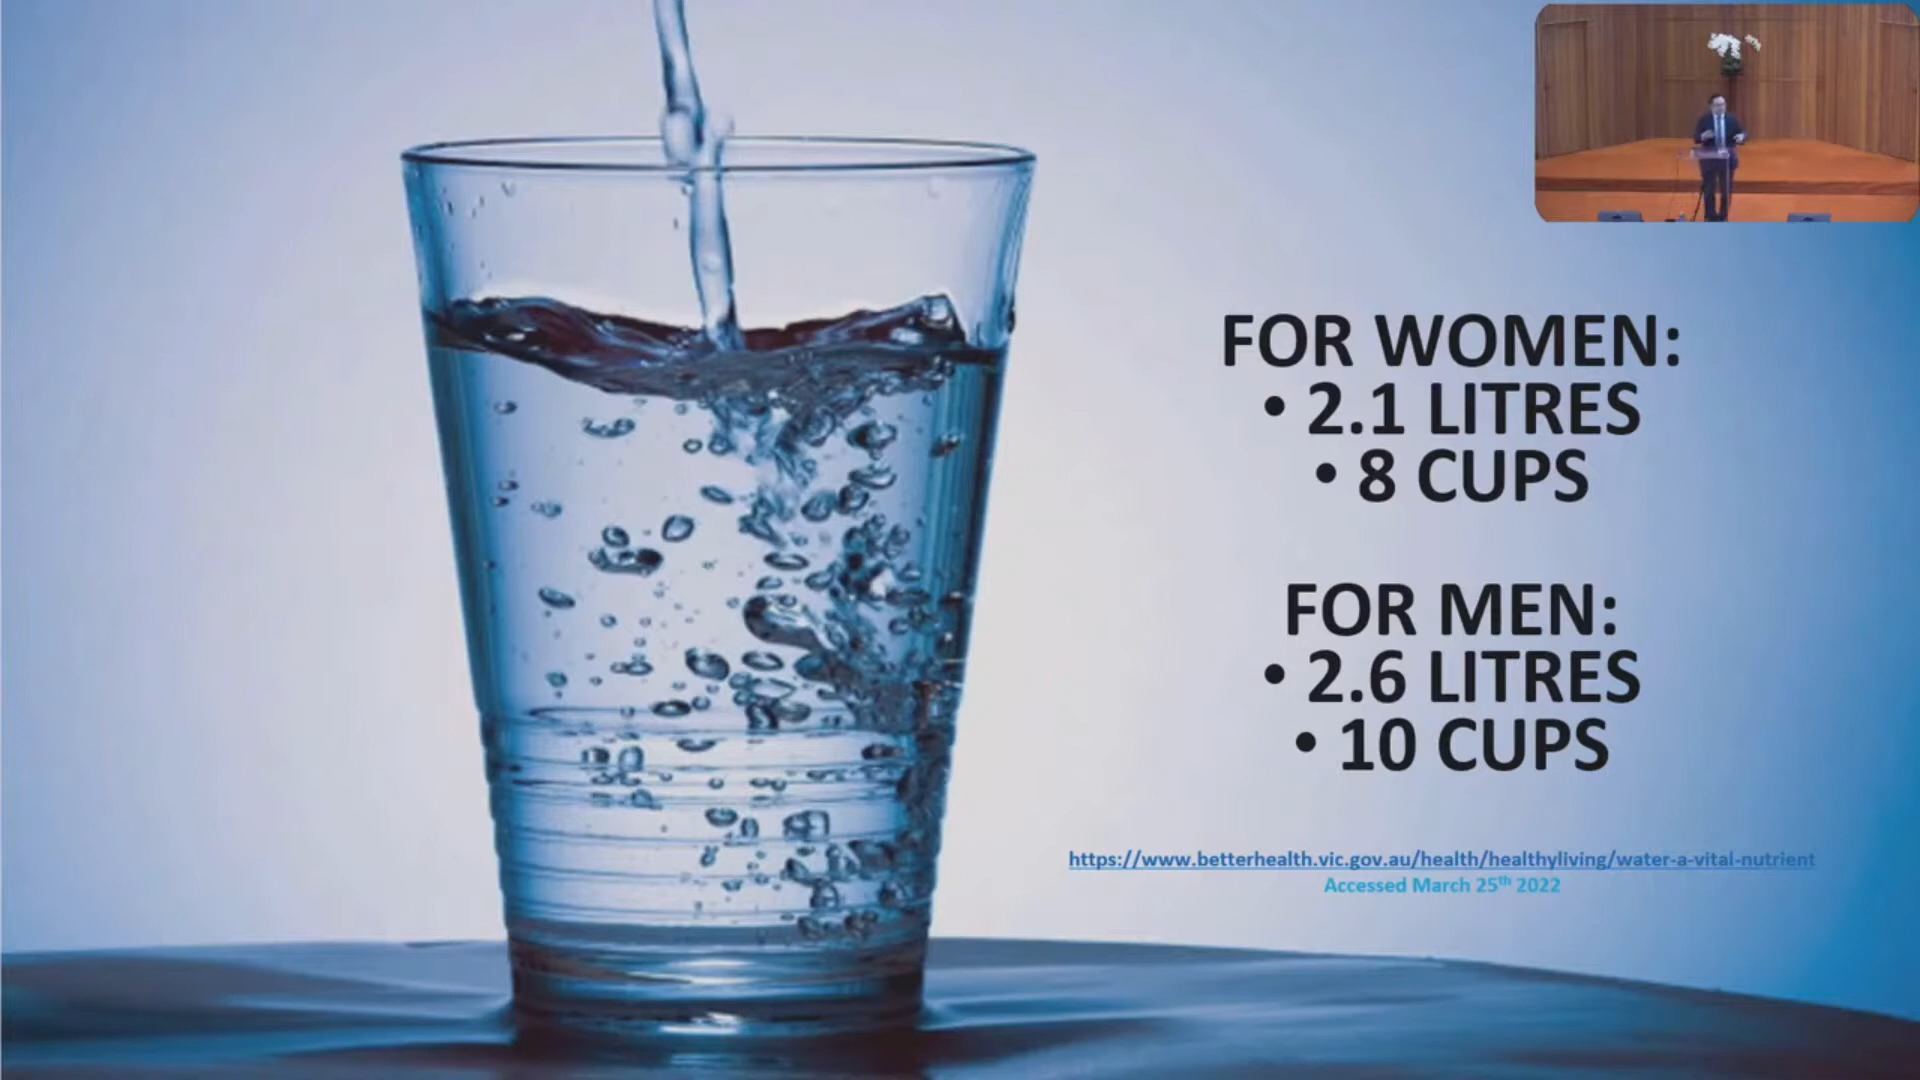 FOR WOMEN:
• 2.1 LITRES
• 8 CUPS
FOR MEN:
• 2.6 LITRES
• 10 CUPS
https://www.betterhealth.vic.gov.au/health/healthyliving/water-a-vital-nutrient
Accessed March 25th 2022